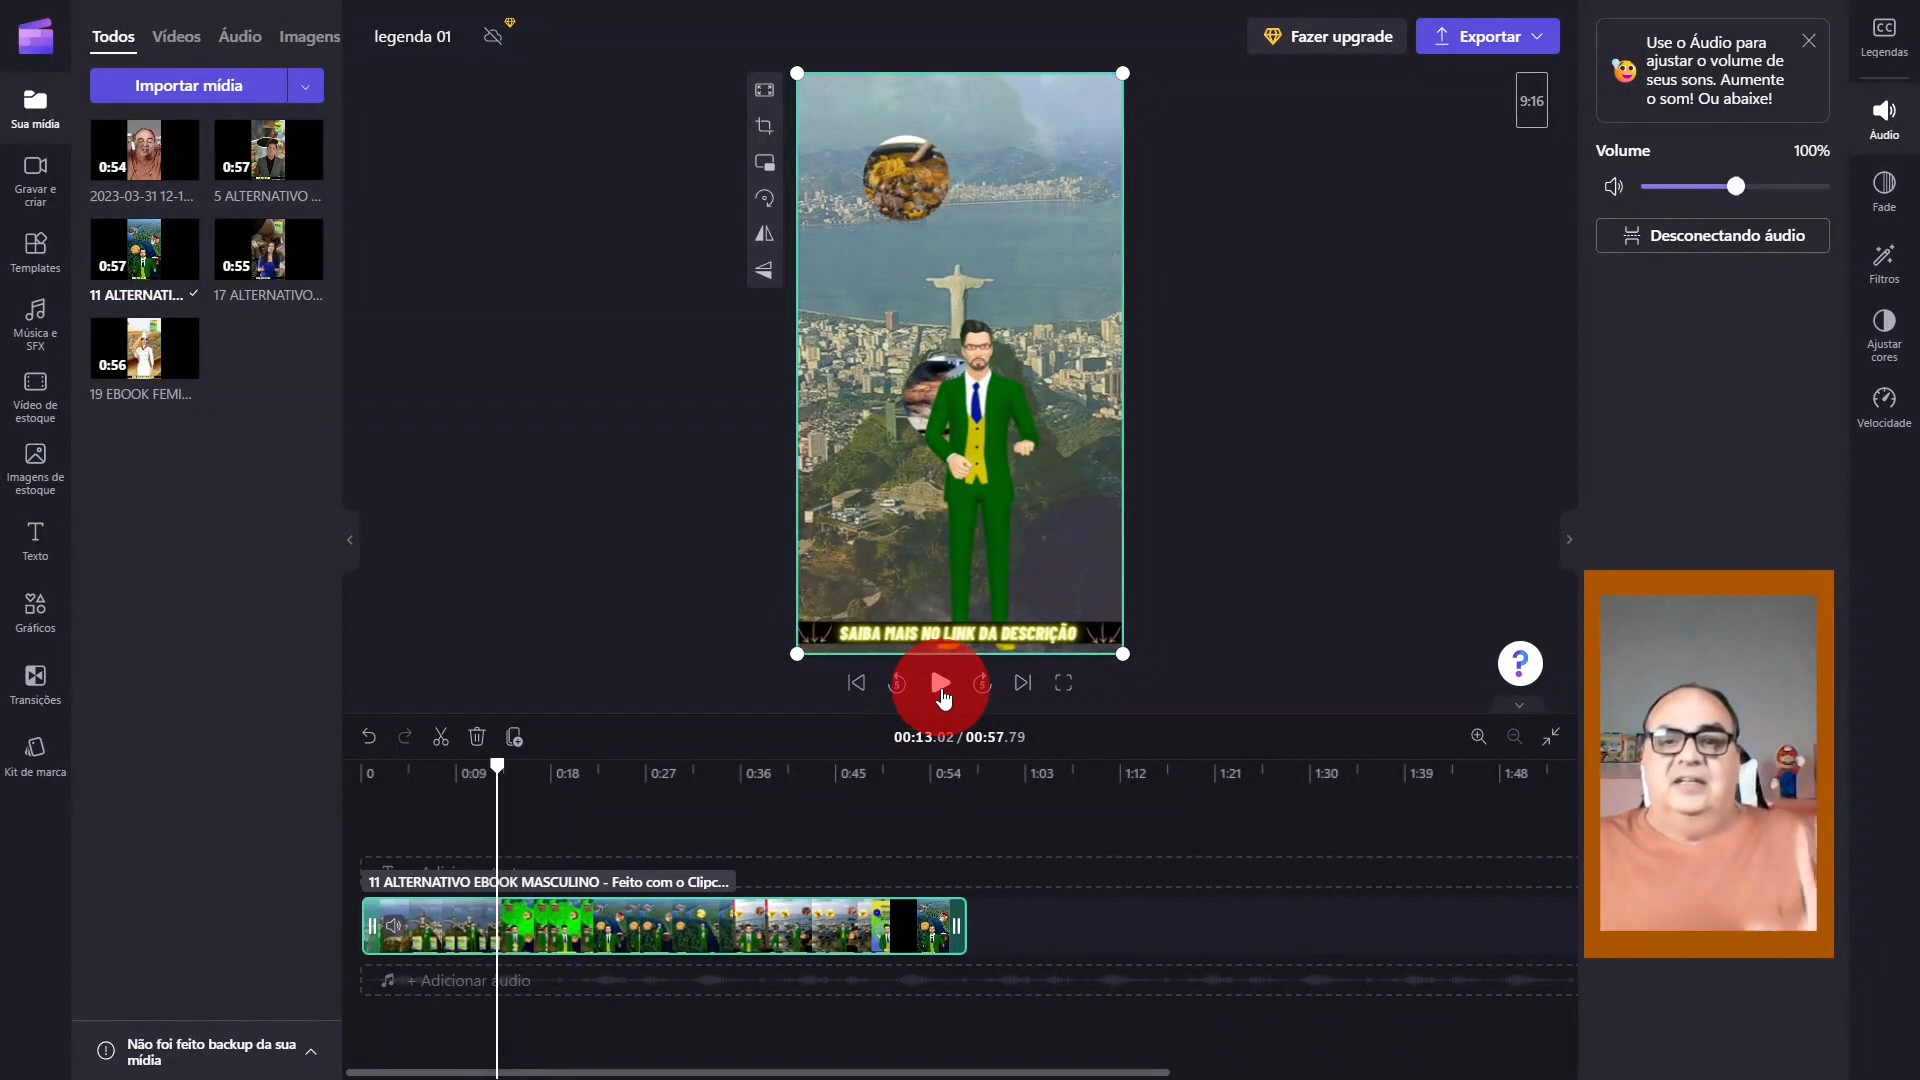 Todos Vídeos Áudio Imagens
legenda 01
Fazer upgrade
Exportar
Importar mídia
Sua mídia
Gravar e
criar
Templates
Música e
SFX
Vídeo de
estoque
Imagens de
estoque
Texto
Gráficos
Transições
Kit de marca
0:54
2023-03-31 12-1...
0:57
5 ALTERNATIVO ...
0:57
11 ALTERNATI...
0:55
17 ALTERNATIVO...
0:56
19 EBOOK FEMI...
Não foi feito backup da sua
mídia
9:16
SAIBA MAIS NO LINK DA DESCRIÇÃO
5 5
?
00:13.02 / 00:57.79
0 0:09 0:18 0:27 0:36 0:45 0:54 1:03 1:12 1:21 1:30 1:39 1:48
11 ALTERNATIVO EBOOK MASCULINO - Feito com o Clipc...
+ Adicionar áudio
Use o Áudio para
ajustar o volume de
seus sons. Aumente
o som! Ou abaixe!
Volume 100%
Desconectando áudio
CC
Legendas
Áudio
Fade
Filtros
Ajustar
cores
Velocidade